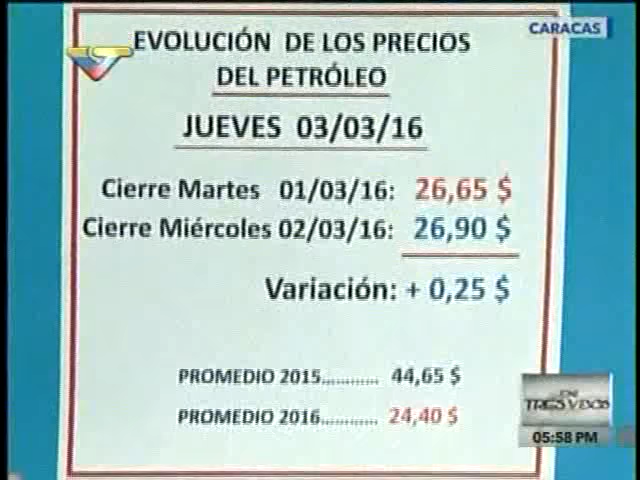 CARACAS
EVOLUCIÓN DE LOS PRECIOS
DEL PETRÓLEO
JUEVES 03/03/16
Cierre Martes 01/03/16: 26,65 $
Cierre Miércoles 02/03/16: 26,90 $
Variación: + 0,25 $
PROMEDIO 2015............ 44,65 $
PROMEDIO 2016............ 24,40 $
EN
TRES Y DOS
05:58 PM